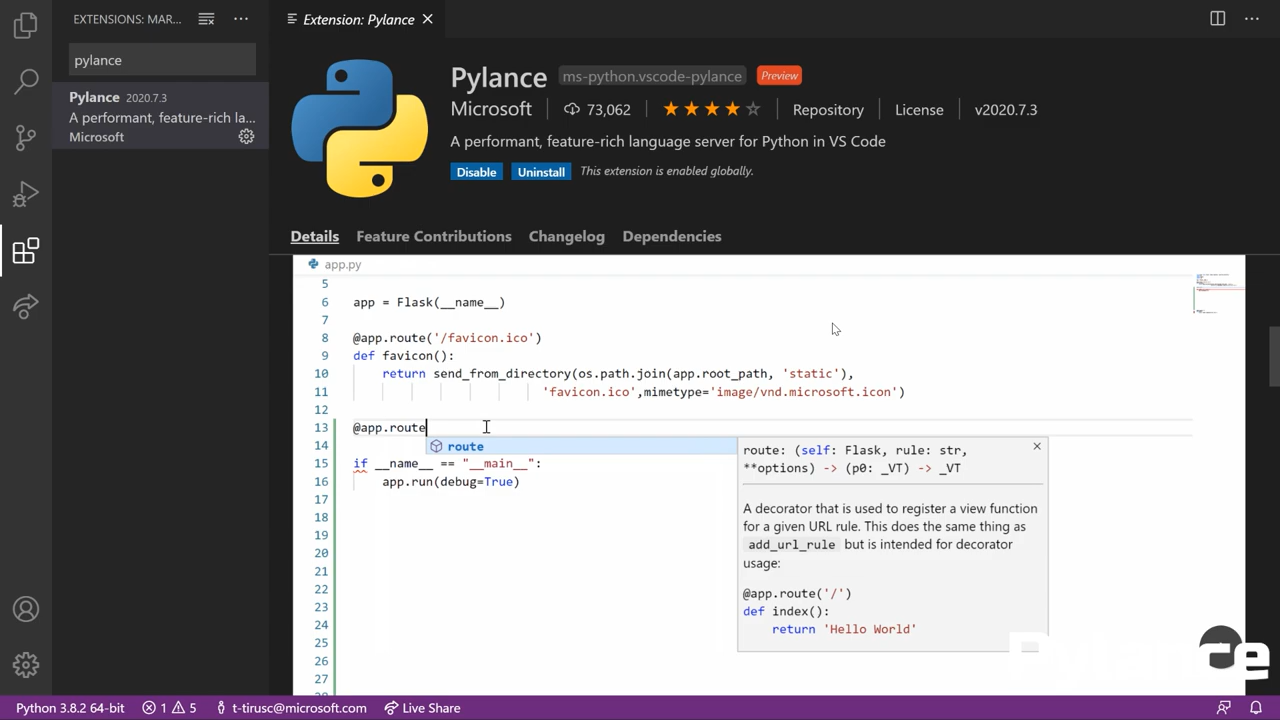 EXTENSIONS: MAR...
Extension: Pylance
pylance
Pylance 2020.7.3
A performant, feature-rich la...
Microsoft
Pylance ms-python.vscode-pylance Preview
Microsoft 73,062 Repository License v2020.7.3
A performant, feature-rich language server for Python in VS Code
Disable Uninstall This extension is enabled globally.
Details Feature Contributions Changelog Dependencies
app.py
5
6 app = Flask(__name__)
7
8 @app.route('/favicon.ico')
9 def favicon():
10 return send_from_directory(os.path.join(app.root_path, 'static'),
11 'favicon.ico',mimetype='image/vnd.microsoft.icon')
12
13 @app.route
route
14
15 if __name__ == "__main__":
16 app.run(debug=True)
17
18
19
20
21
22
23
24
25
26
27
28
route: (self: Flask, rule: str,
**options) -> (p0: _VT) -> _VT
A decorator that is used to register a view function
for a given URL rule. This does the same thing as
add_url_rule but is intended for decorator
usage:
@app.route('/')
def index():
return 'Hello World'
Pylance
Python 3.8.2 64-bit 1 5 t-tirusc@microsoft.com Live Share